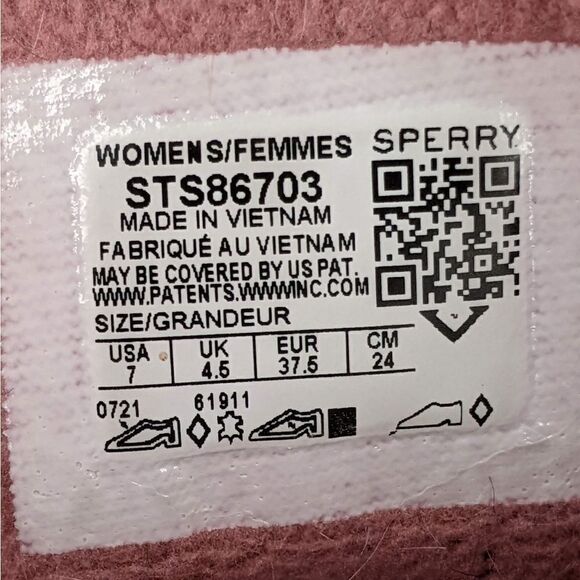 WOMENS/FEMMES SPERRY
STS86703
MADE IN VIETNAM
FABRIQUÉ AU VIETNAM
MAY BE COVERED BY US PAT.
WWW.PATENTS.WWWINC.COM
SIZE/GRANDEUR
USA UK EUR CM
7 4.5 37.5 24
0721 61911